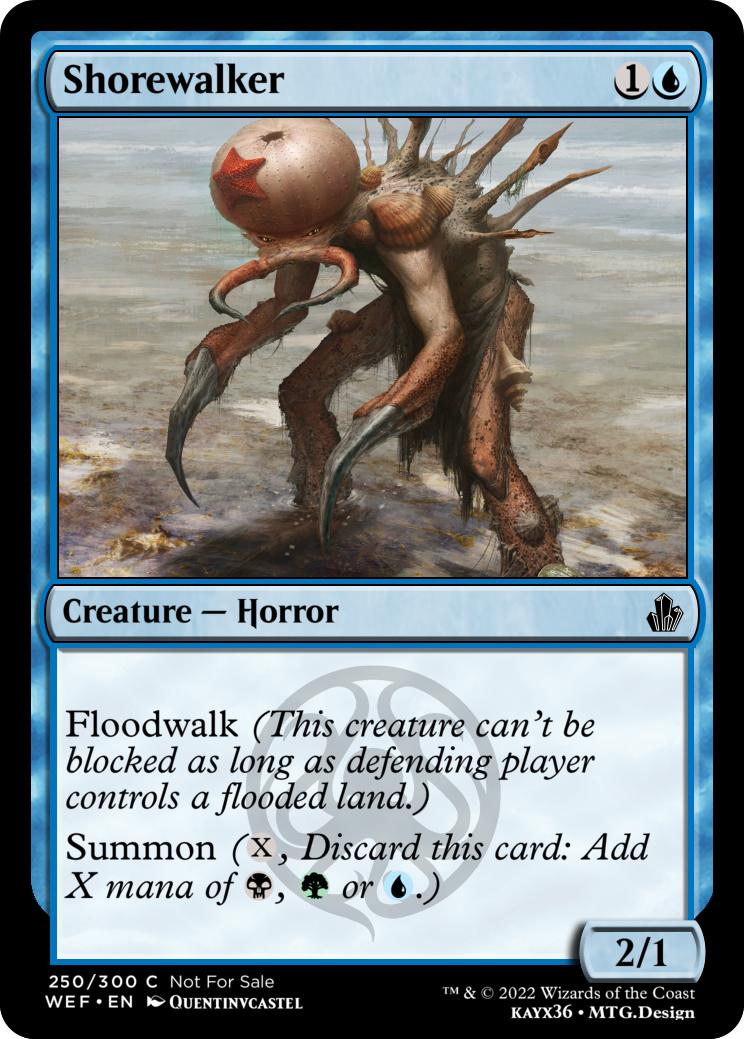 Shorewalker 1
Creature — Horror
Floodwalk (This creature can't be
blocked as long as defending player
controls a flooded land.)
Summon (X, Discard this card: Add
X mana of , or .)
2/1
250/300 C Not For Sale
WEF • EN QUENTINVCASTEL
™ & © 2022 Wizards of the Coast
KAYX36 • MTG.Design